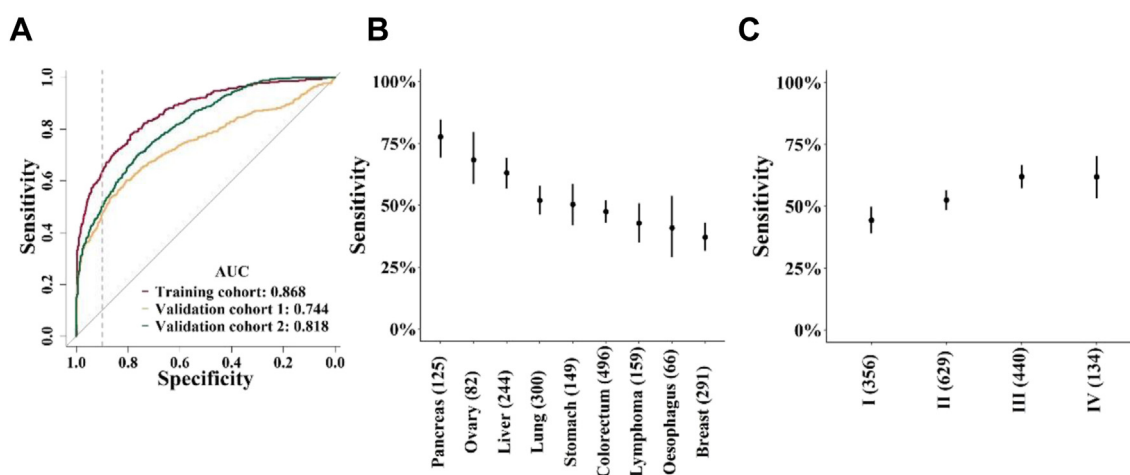 A
1.0
0.8
0.6
0.4
0.2
0.0
Sensitivity
AUC
Training cohort: 0.868
Validation cohort 1: 0.744
Validation cohort 2: 0.818
1.0 0.8 0.6 0.4 0.2 0.0
Specificity
B
100%
75%
50%
25%
0%
Sensitivity
Pancreas (125)
Ovary (82)
Liver (244)
Lung (300)
Stomach (149)
Colorectum (496)
Lymphoma (159)
Oesophagus (66)
Breast (291)
C
100%
75%
50%
25%
0%
Sensitivity
I (356)
II (629)
III (440)
IV (134)